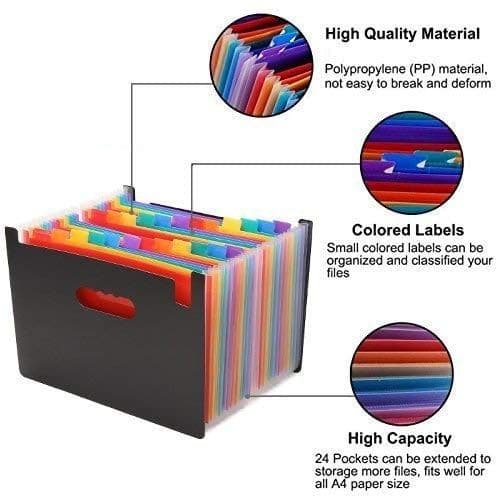 High Quality Material
Polypropylene (PP) material,
not easy to break and deform
Colored Labels
Small colored labels can be
organized and classified your
files
High Capacity
24 Pockets can be extended to
storage more files, fits well for
all A4 paper size